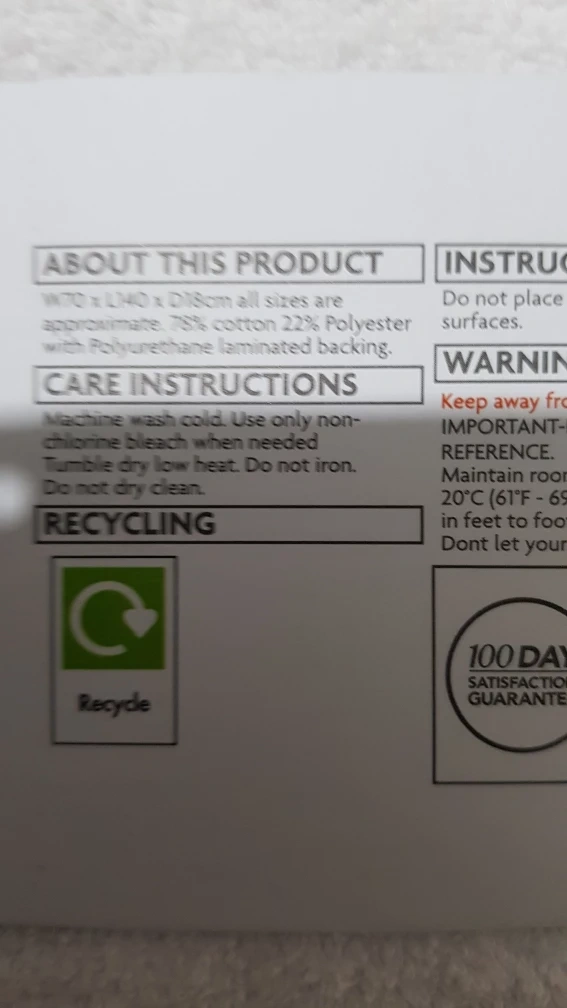 ABOUT THIS PRODUCT
W70 x L140 x D18cm all sizes are
approximate. 78% cotton 22% Polyester
with Polyurethane laminated backing.
CARE INSTRUCTIONS
Machine wash cold. Use only non-
chlorine bleach when needed
Tumble dry low heat. Do not iron.
Do not dry clean.
RECYCLING
Recycle
INSTRUC
Do not place
surfaces.
WARNIN
Keep away fro
IMPORTANT-
REFERENCE.
Maintain roo
20°C (61°F - 6
in feet to foo
Dont let your
100 DAY
SATISFACTIO
GUARANTE